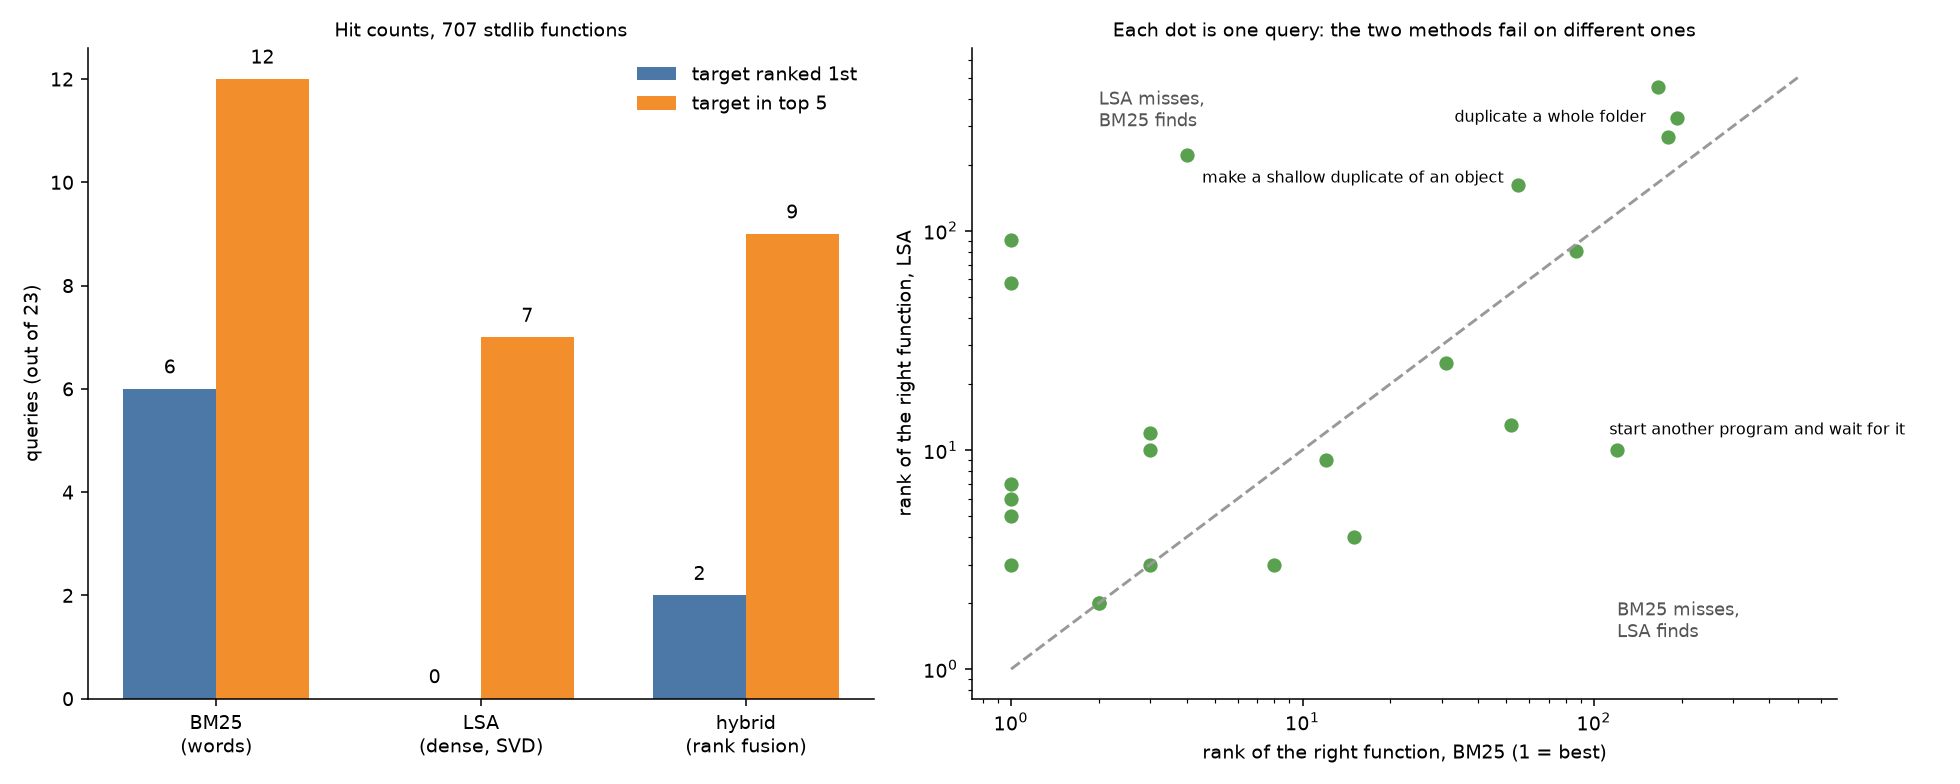 Hit counts, 707 stdlib functions
target ranked 1st
target in top 5
queries (out of 23)
12
10
8
6
4
2
0
6
12
0
7
2
9
BM25
(words)
LSA
(dense, SVD)
hybrid
(rank fusion)
Each dot is one query: the two methods fail on different ones
LSA misses,
BM25 finds
duplicate a whole folder
make a shallow duplicate of an object
start another program and wait for it
BM25 misses,
LSA finds
rank of the right function, LSA
10²
10¹
10⁰
10⁰
10¹
10²
rank of the right function, BM25 (1 = best)